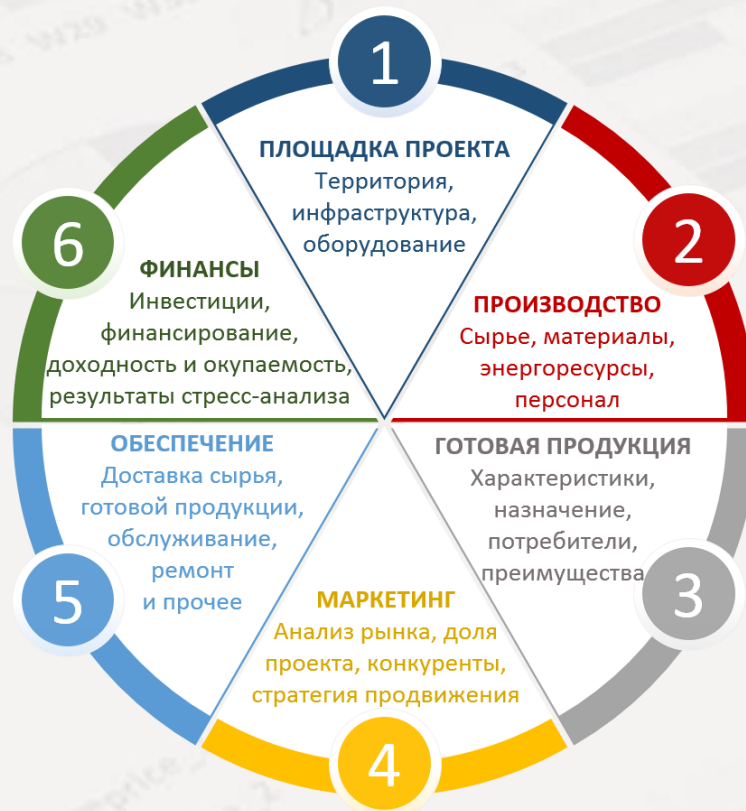 1
ПЛОЩАДКА ПРОЕКТА
Территория,
инфраструктура,
оборудование
2
ПРОИЗВОДСТВО
Сырье, материалы,
энергоресурсы,
персонал
ГОТОВАЯ ПРОДУКЦИЯ
Характеристики,
назначение,
потребители,
преимущества
3
МАРКЕТИНГ
Анализ рынка, доля
проекта, конкуренты,
стратегия продвижения
4
ОБЕСПЕЧЕНИЕ
Доставка сырья,
готовой продукции,
обслуживание,
ремонт
и прочее
5
6
ФИНАНСЫ
Инвестиции,
финансирование,
доходность и окупаемость,
результаты стресс-анализа